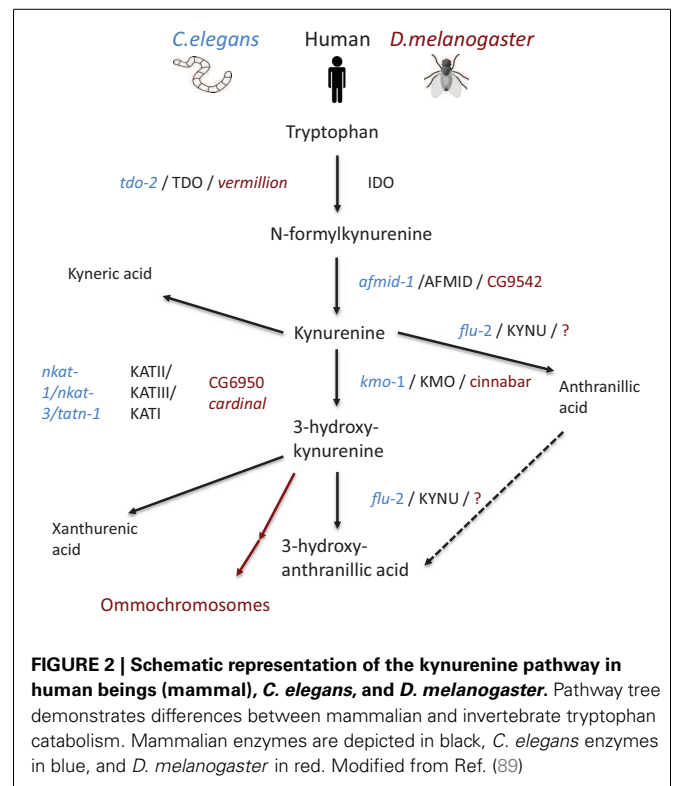 C.elegans Human D.melanogaster
Tryptophan
tdo-2 / TDO / vermillion IDO
N-formylkynurenine
Kyneric acid
afmid-1 /AFMID / CG9542
Kynurenine
flu-2 / KYNU / ?
nkat-
1/nkat-
3/tatn-1
KATII/
KATIII/
KATI
CG6950
cardinal
kmo-1 / KMO / cinnabar
Anthranillic
acid
3-hydroxy-
kynurenine
flu-2 / KYNU / ?
Xanthurenic
acid
3-hydroxy-
anthranillic acid
Ommochromosomes
FIGURE 2 | Schematic representation of the kynurenine pathway in
human beings (mammal), C. elegans, and D. melanogaster. Pathway tree
demonstrates differences between mammalian and invertebrate tryptophan
catabolism. Mammalian enzymes are depicted in black, C. elegans enzymes
in blue, and D. melanogaster in red. Modified from Ref. (89)